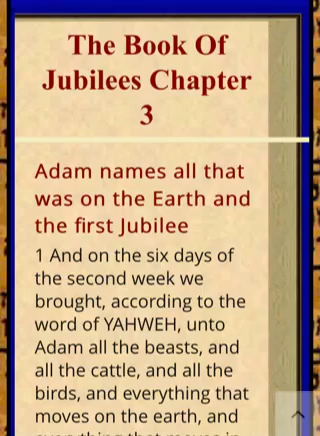 The Book Of
Jubilees Chapter
3
Adam names all that
was on the Earth and
the first Jubilee
1 And on the six days of
the second week we
brought, according to the
word of YAHWEH, unto
Adam all the beasts, and
all the cattle, and all the
birds, and everything that
moves on the earth, and